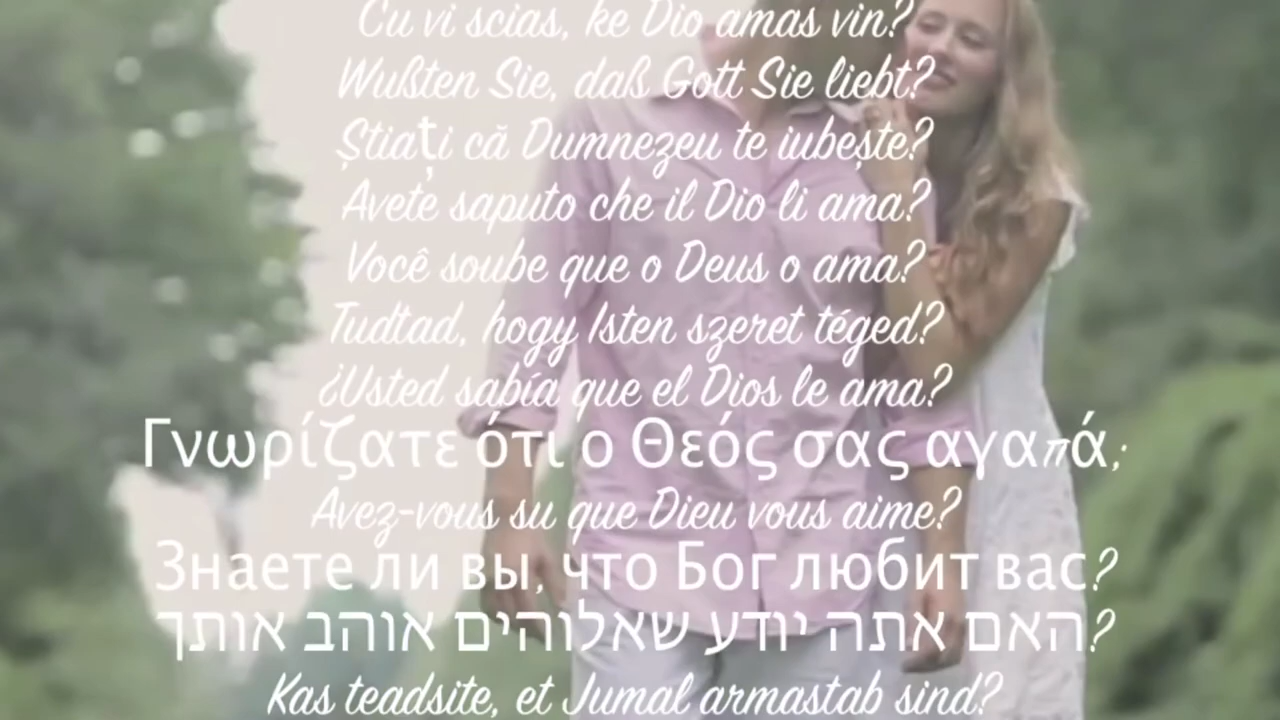 Cu vi scias, ke Dio amas vin?
Wußten Sie, daß Gott Sie liebt?
Știați că Dumnezeu te iubește?
Avete saputo che il Dio li ama?
Você soube que o Deus o ama?
Tudtad, hogy Isten szeret téged?
¿Usted sabía que el Dios le ama?
Γνωρίζατε ότι ο Θεός σας αγαπά;
Avez-vous su que Dieu vous aime?
Знаете ли вы, что Бог любит вас?
האם אתה יודע שאלוהים אוהב אותך?
Kas teadsite, et Jumal armastab sind?